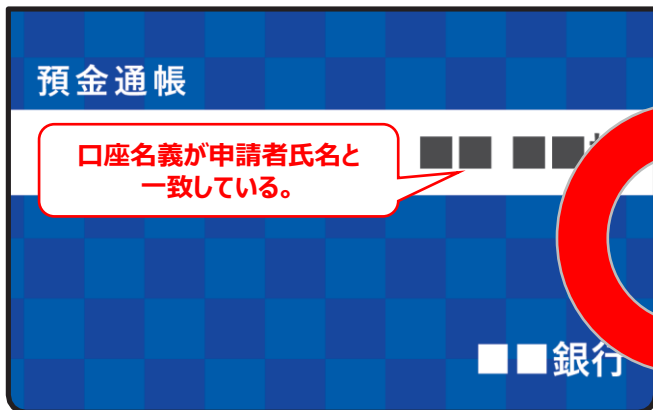 預金通帳
口座名義が申請者氏名と
一致している。
■■ ■■
■■銀行